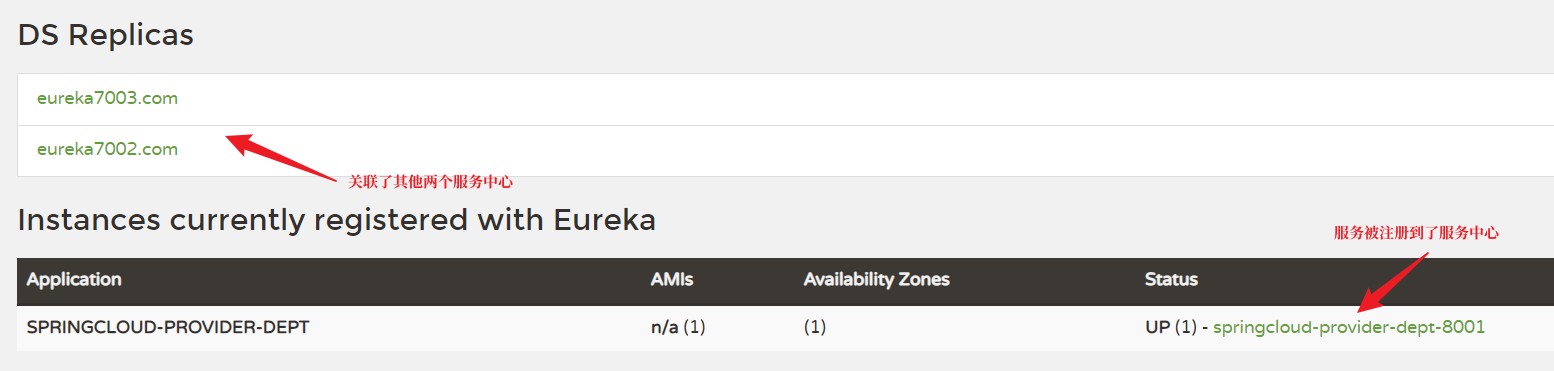 DS Replicas
eureka7003.com
eureka7002.com
关联了其他两个服务中心
Instances currently registered with Eureka
服务被注册到了服务中心
Application AMIs Availability Zones Status
SPRINGCLOUD-PROVIDER-DEPT n/a (1) (1) UP (1) - springcloud-provider-dept-8001